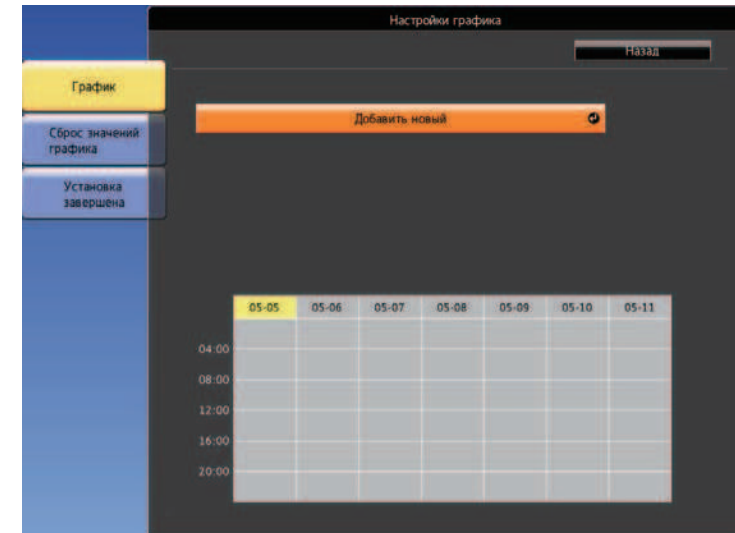 Настройки графика
Назад
График
Добавить новый
Сброс значений
графика
Установка
завершена
05-05 05-06 05-07 05-08 05-09 05-10 05-11
04:00
08:00
12:00
16:00
20:00